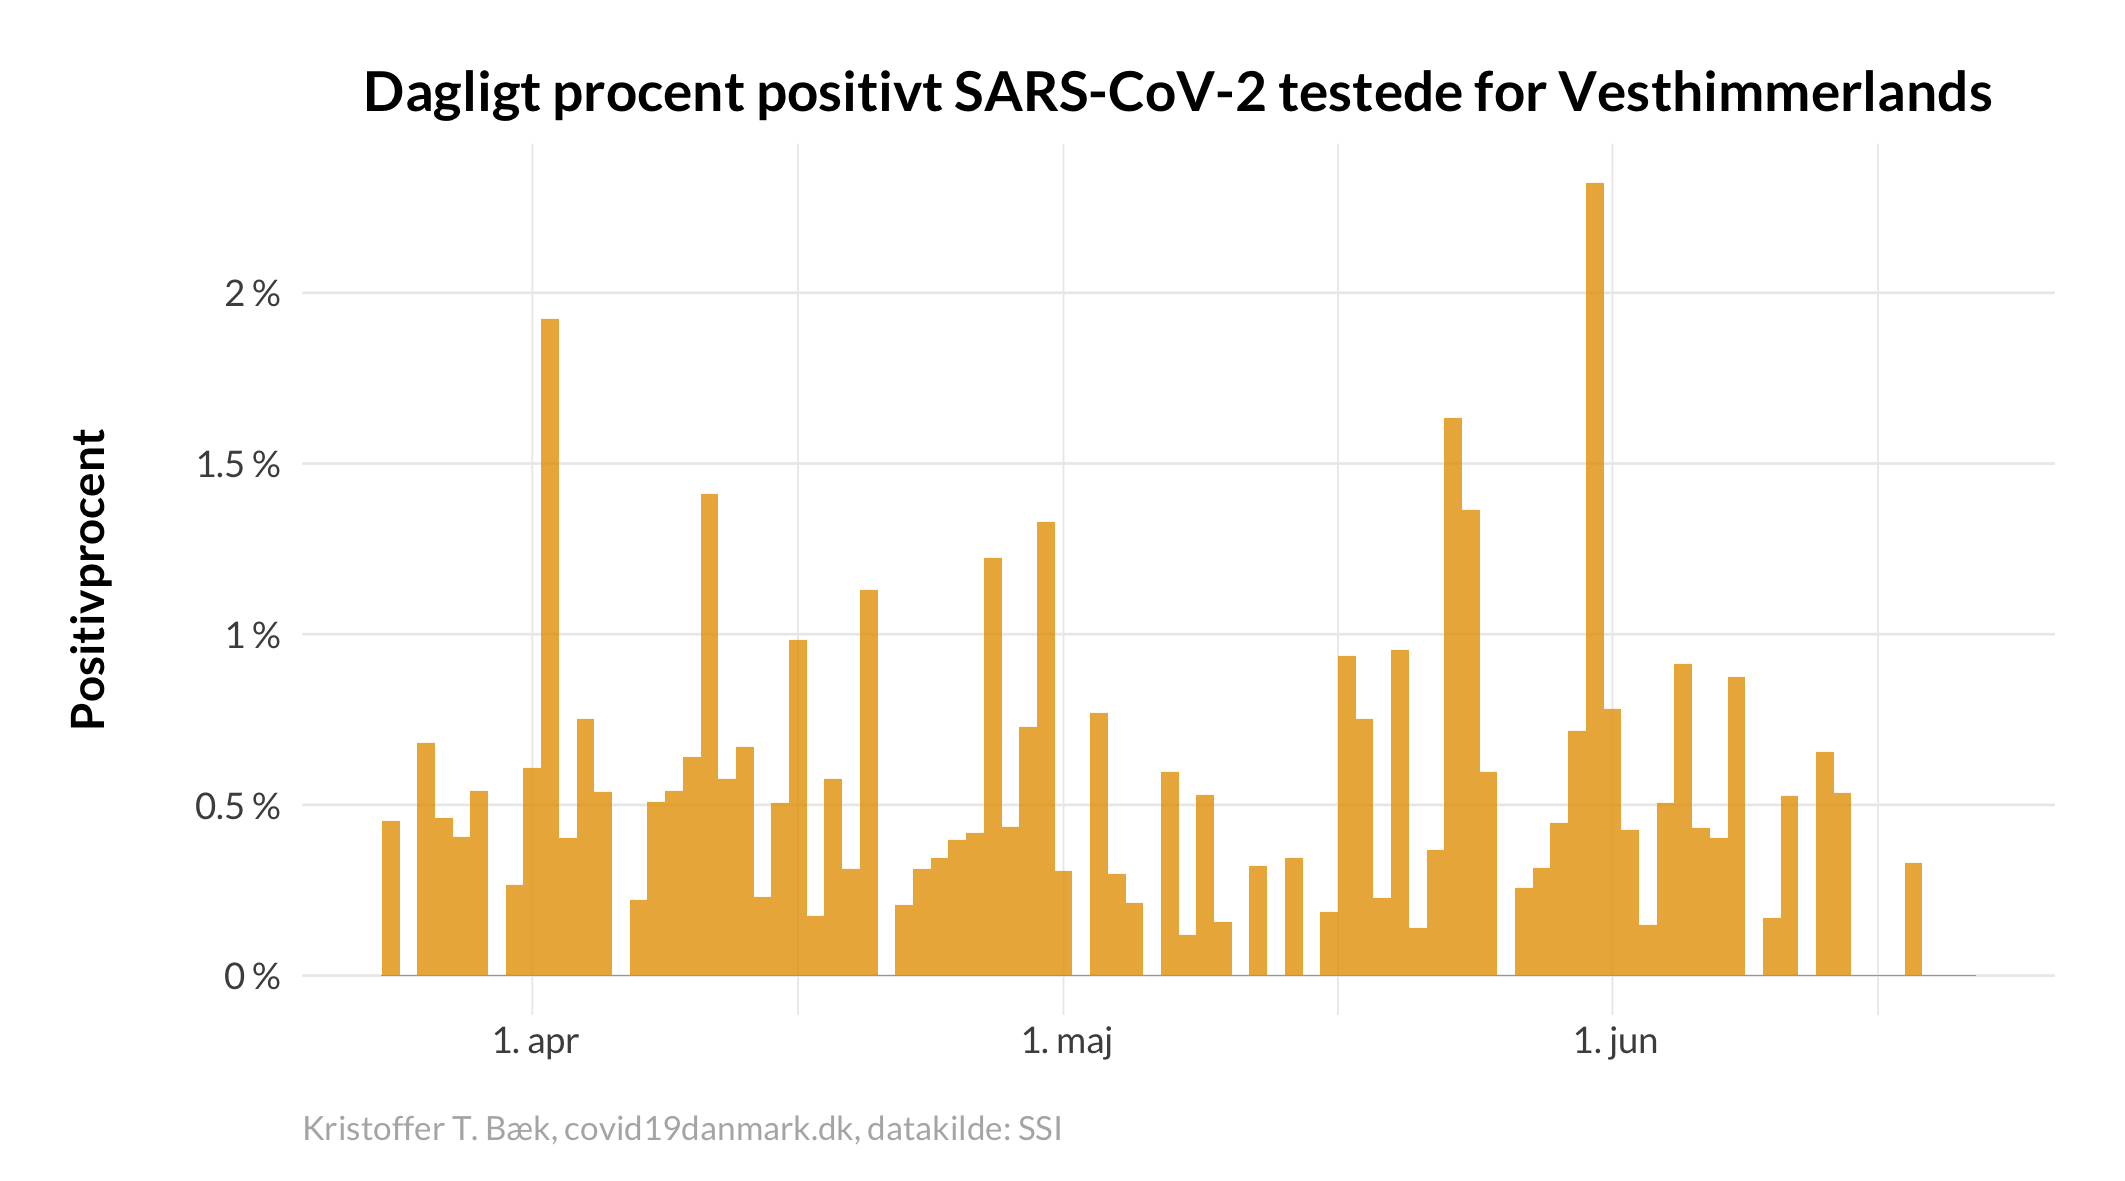 Dagligt procent positivt SARS-CoV-2 testede for Vesthimmerlands
Positivprocent
2 %
1.5 %
1 %
0.5 %
0 %
1. apr
1. maj
1. jun
Kristoffer T. Bæk, covid19danmark.dk, datakilde: SSI